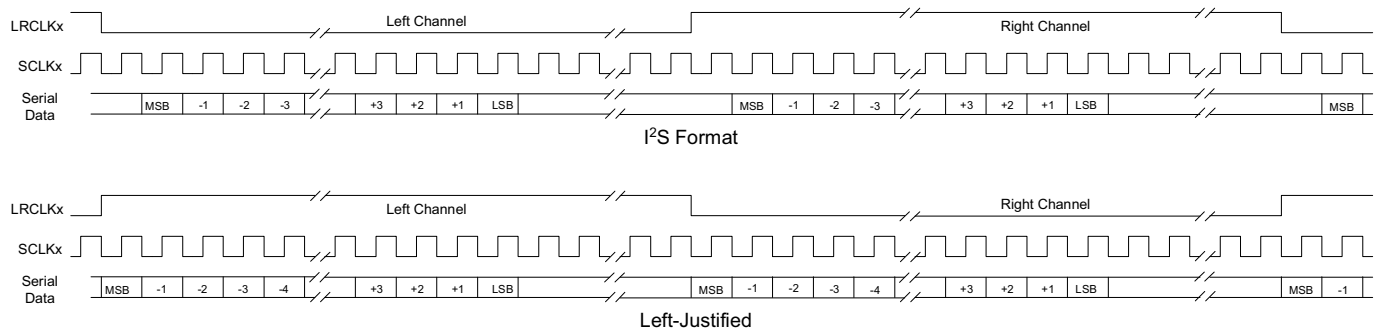 LRCLKx Left Channel Right Channel
SCLKx
Serial Data MSB -1 -2 -3 +3 +2 +1 LSB MSB -1 -2 -3 +3 +2 +1 LSB MSB
I²S Format
LRCLKx Left Channel Right Channel
SCLKx
Serial Data MSB -1 -2 -3 -4 +3 +2 +1 LSB MSB -1 -2 -3 -4 +3 +2 +1 LSB MSB -1
Left-Justified